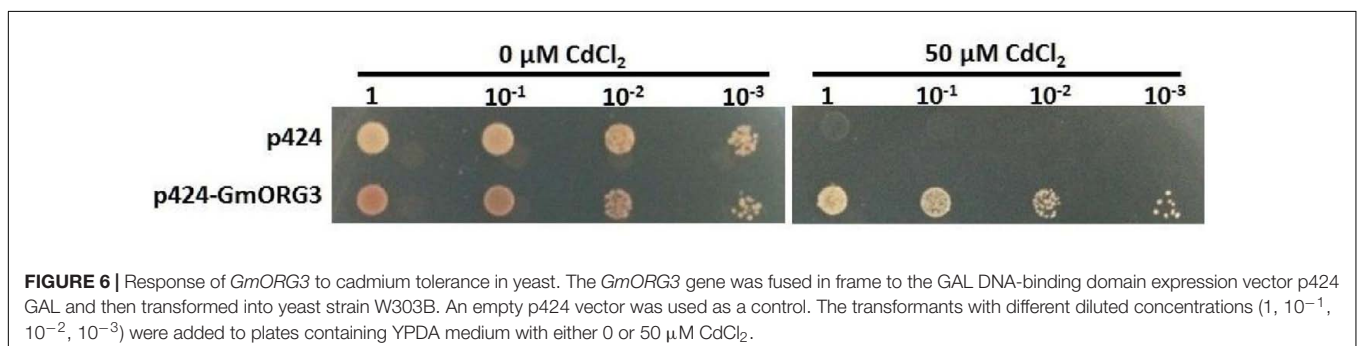 0 µM CdCl₂ 50 µM CdCl₂
1 10⁻¹ 10⁻² 10⁻³ 1 10⁻¹ 10⁻² 10⁻³
p424
p424-GmORG3
FIGURE 6 | Response of GmORG3 to cadmium tolerance in yeast. The GmORG3 gene was fused in frame to the GAL DNA-binding domain expression vector p424
GAL and then transformed into yeast strain W303B. An empty p424 vector was used as a control. The transformants with different diluted concentrations (1, 10⁻¹,
10⁻², 10⁻³) were added to plates containing YPDA medium with either 0 or 50 µM CdCl₂.